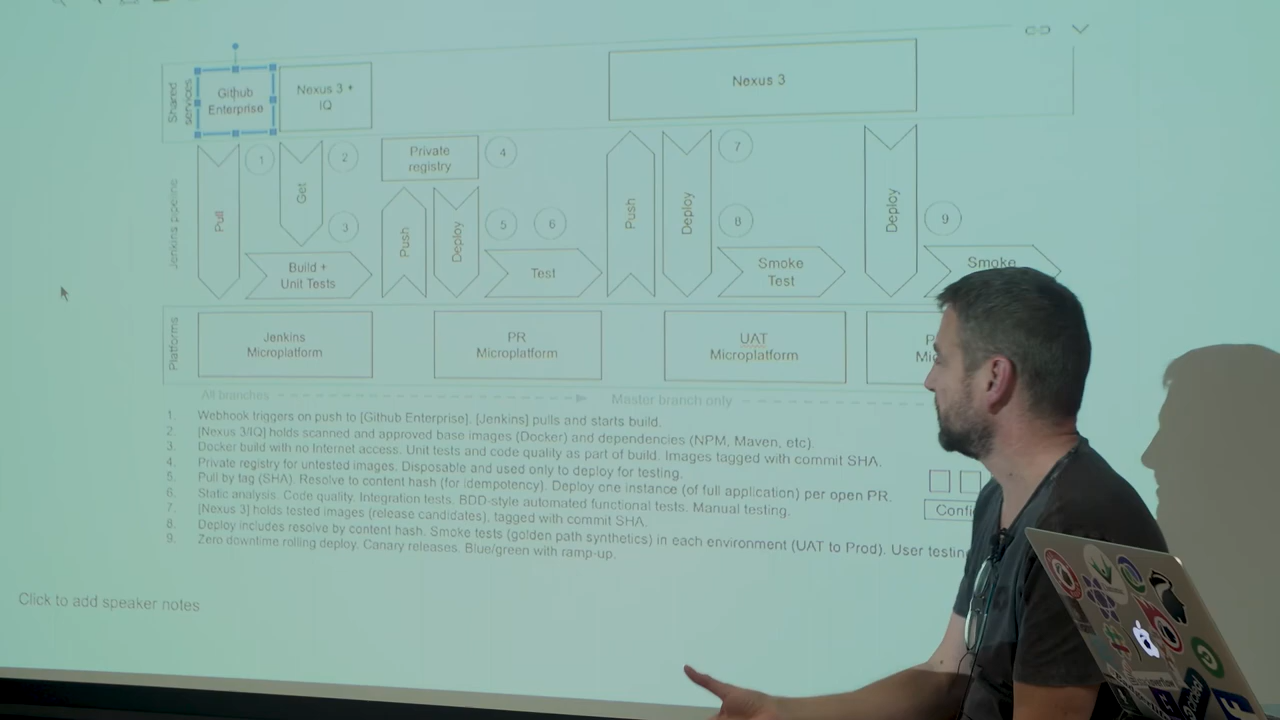 Shared
services
Github
Enterprise
Nexus 3 +
IQ
Nexus 3
Jenkins pipeline
Pull
1
Get
2
3
Build +
Unit Tests
Private
registry
4
Push
Deploy
5
6
Test
Push
Deploy
7
8
Smoke
Test
Deploy
9
Smoke
Platforms
Jenkins
Microplatform
PR
Microplatform
UAT
Microplatform
All branches
Master branch only
1. Webhook triggers on push to [Github Enterprise]. [Jenkins] pulls and starts build.
2. [Nexus 3/IQ] holds scanned and approved base images (Docker) and dependencies (NPM, Maven, etc).
3. Docker build with no Internet access. Unit tests and code quality as part of build. Images tagged with commit SHA.
4. Private registry for untested images. Disposable and used only to deploy for testing.
5. Pull by tag (SHA). Resolve to content hash (for idempotency). Deploy one instance (of full application) per open PR.
6. Static analysis. Code quality. Integration tests. BDD-style automated functional tests. Manual testing.
7. [Nexus 3] holds tested images (release candidates), tagged with commit SHA.
8. Deploy includes resolve by content hash. Smoke tests (golden path synthetics) in each environment (UAT to Prod). User testin
9. Zero downtime rolling deploy. Canary releases. Blue/green with ramp-up.
Confi
Click to add speaker notes